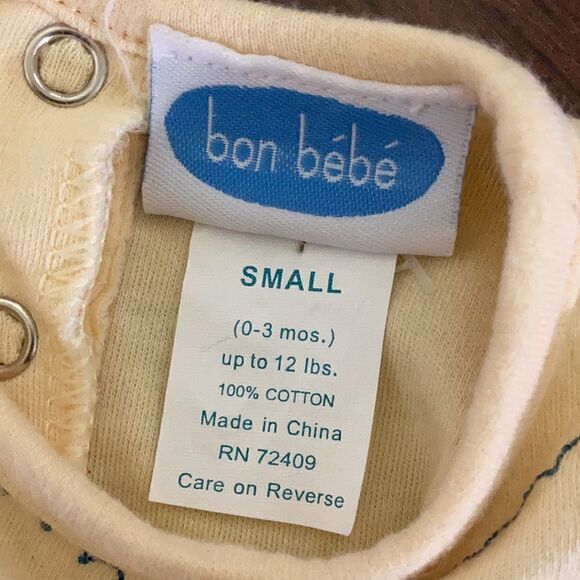 bon bébé
SMALL
(0-3 mos.)
up to 12 lbs.
100% COTTON
Made in China
RN 72409
Care on Reverse